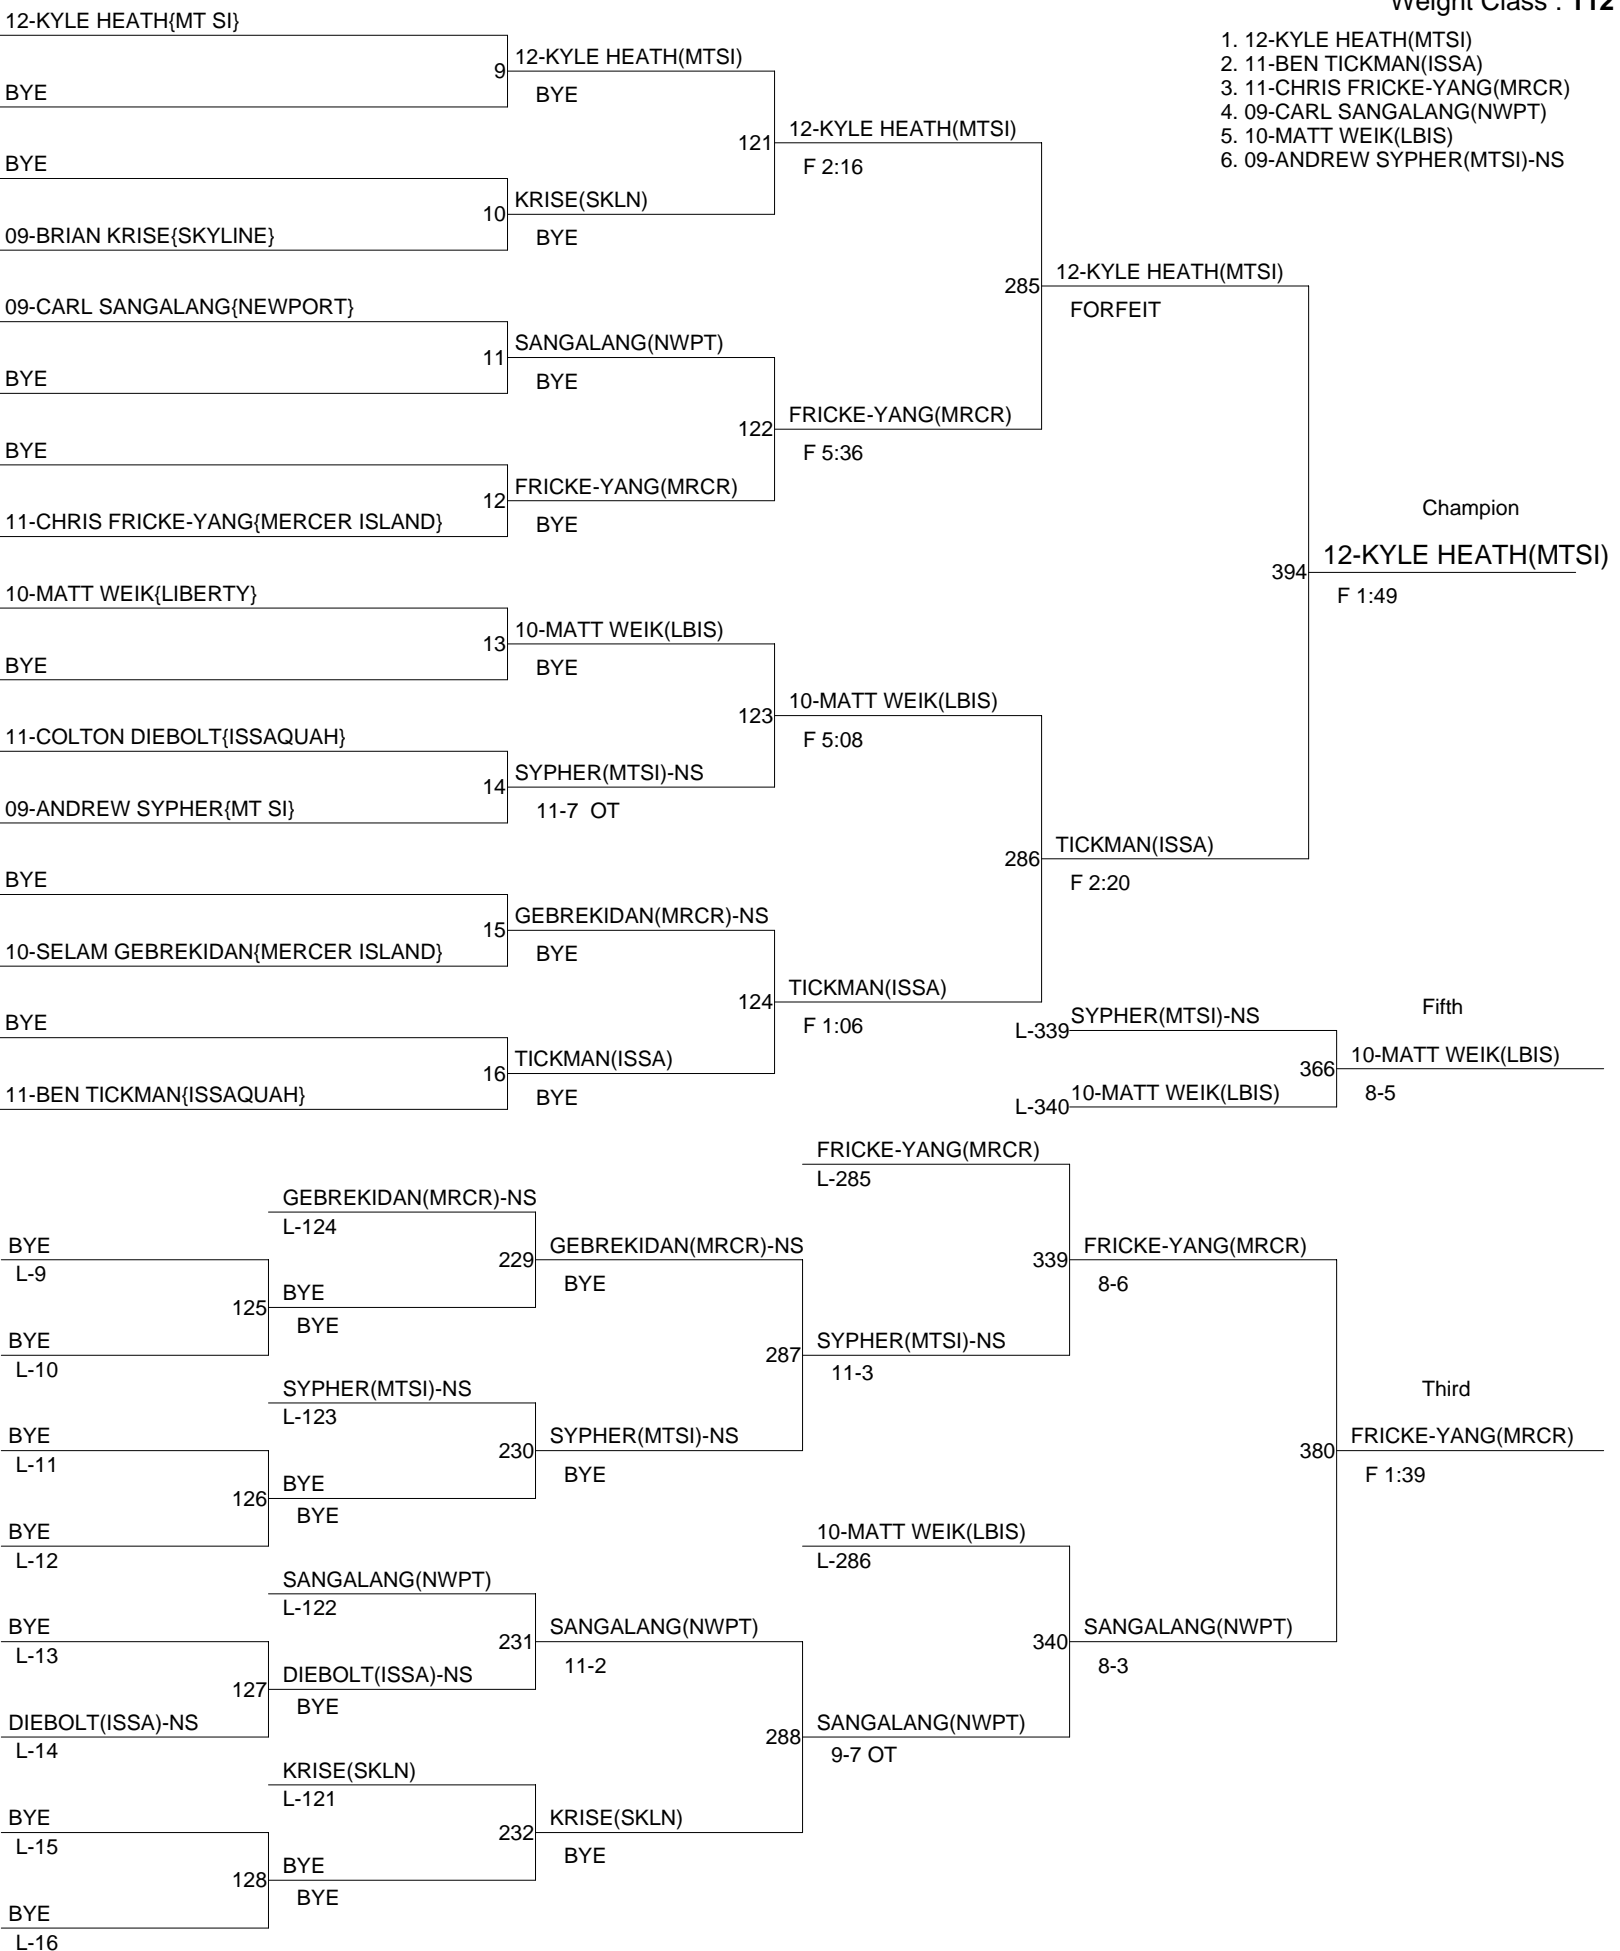 Weight Class : 112
1. 12-KYLE HEATH(MTSI)
2. 11-BEN TICKMAN(ISSA)
3. 11-CHRIS FRICKE-YANG(MRCR)
4. 09-CARL SANGALANG(NWPT)
5. 10-MATT WEIK(LBIS)
6. 09-ANDREW SYPHER(MTSI)-NS
12-KYLE HEATH{MT SI}
BYE
BYE
09-BRIAN KRISE{SKYLINE}
09-CARL SANGALANG{NEWPORT}
BYE
BYE
11-CHRIS FRICKE-YANG{MERCER ISLAND}
10-MATT WEIK{LIBERTY}
BYE
11-COLTON DIEBOLT{ISSAQUAH}
09-ANDREW SYPHER{MT SI}
BYE
10-SELAM GEBREKIDAN{MERCER ISLAND}
BYE
11-BEN TICKMAN{ISSAQUAH}
9 12-KYLE HEATH(MTSI)
BYE
10 KRISE(SKLN)
BYE
11 SANGALANG(NWPT)
BYE
12 FRICKE-YANG(MRCR)
BYE
13 10-MATT WEIK(LBIS)
BYE
14 SYPHER(MTSI)-NS
11-7 OT
15 GEBREKIDAN(MRCR)-NS
BYE
16 TICKMAN(ISSA)
BYE
121 12-KYLE HEATH(MTSI)
F 2:16
122 FRICKE-YANG(MRCR)
F 5:36
123 10-MATT WEIK(LBIS)
F 5:08
124 TICKMAN(ISSA)
F 1:06
285 12-KYLE HEATH(MTSI)
FORFEIT
286 TICKMAN(ISSA)
F 2:20
Champion
394 12-KYLE HEATH(MTSI)
F 1:49
L-339 SYPHER(MTSI)-NS
L-340 10-MATT WEIK(LBIS)
Fifth
366 10-MATT WEIK(LBIS)
8-5
BYE
L-9
BYE
L-10
BYE
L-11
BYE
L-12
BYE
L-13
DIEBOLT(ISSA)-NS
L-14
BYE
L-15
BYE
L-16
GEBREKIDAN(MRCR)-NS
L-124
125 BYE
BYE
SYPHER(MTSI)-NS
L-123
126 BYE
BYE
SANGALANG(NWPT)
L-122
127 DIEBOLT(ISSA)-NS
BYE
KRISE(SKLN)
L-121
128 BYE
BYE
229 GEBREKIDAN(MRCR)-NS
BYE
230 SYPHER(MTSI)-NS
BYE
231 SANGALANG(NWPT)
11-2
232 KRISE(SKLN)
BYE
FRICKE-YANG(MRCR)
L-285
287 SYPHER(MTSI)-NS
11-3
10-MATT WEIK(LBIS)
L-286
288 SANGALANG(NWPT)
9-7 OT
339 FRICKE-YANG(MRCR)
8-6
340 SANGALANG(NWPT)
8-3
Third
380 FRICKE-YANG(MRCR)
F 1:39